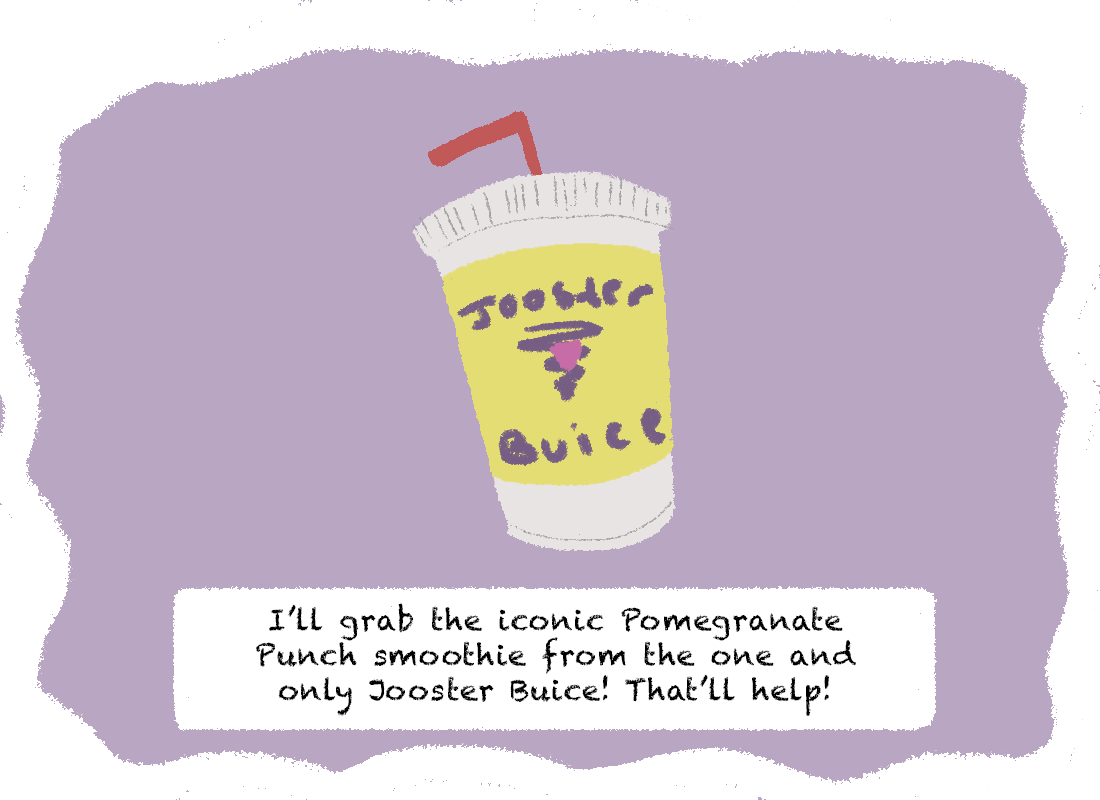 Jooster
Buice
I'll grab the iconic Pomegranate
Punch smoothie from the one and
only Jooster Buice! That'll help!